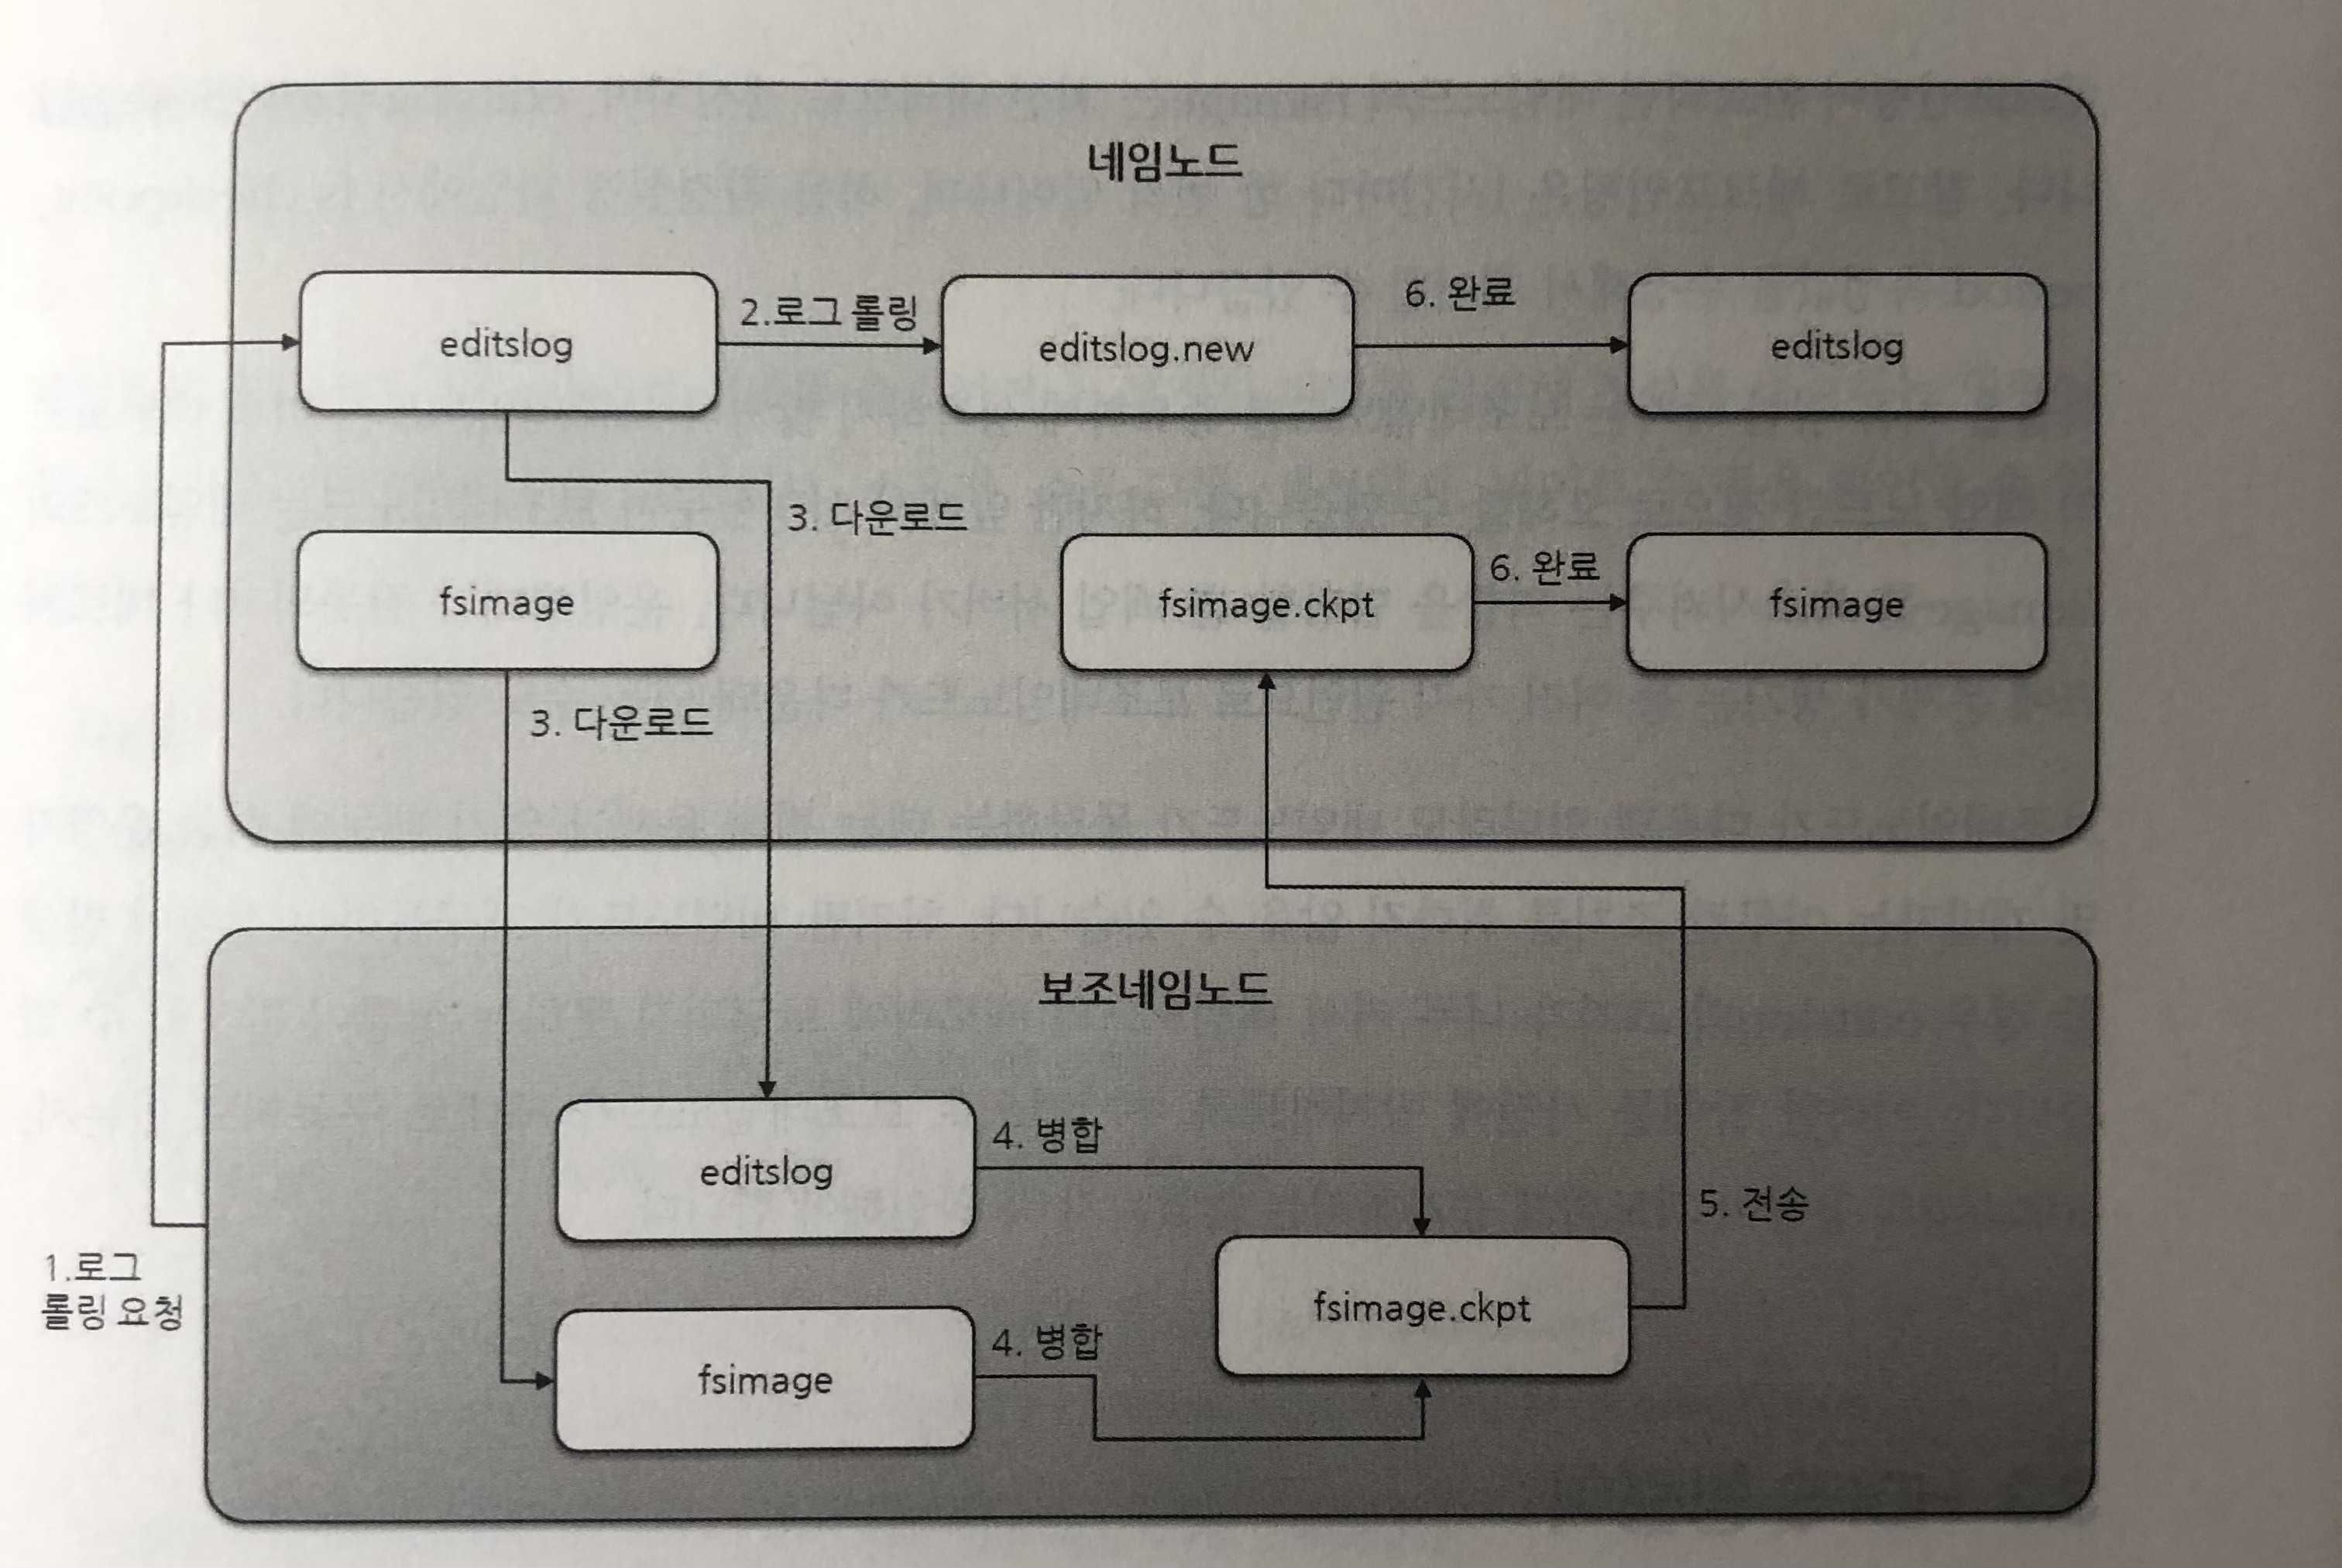 네임노드
editslog
2.로그 롤링
editslog.new
6. 완료
editslog
3. 다운로드
fsimage
fsimage.ckpt
6. 완료
fsimage
3. 다운로드
보조네임노드
editslog
4. 병합
5. 전송
1.로그
롤링 요청
fsimage.ckpt
4. 병합
fsimage